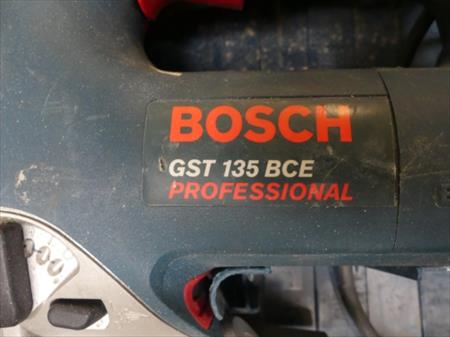 BOSCH
GST 135 BCE
PROFESSIONAL